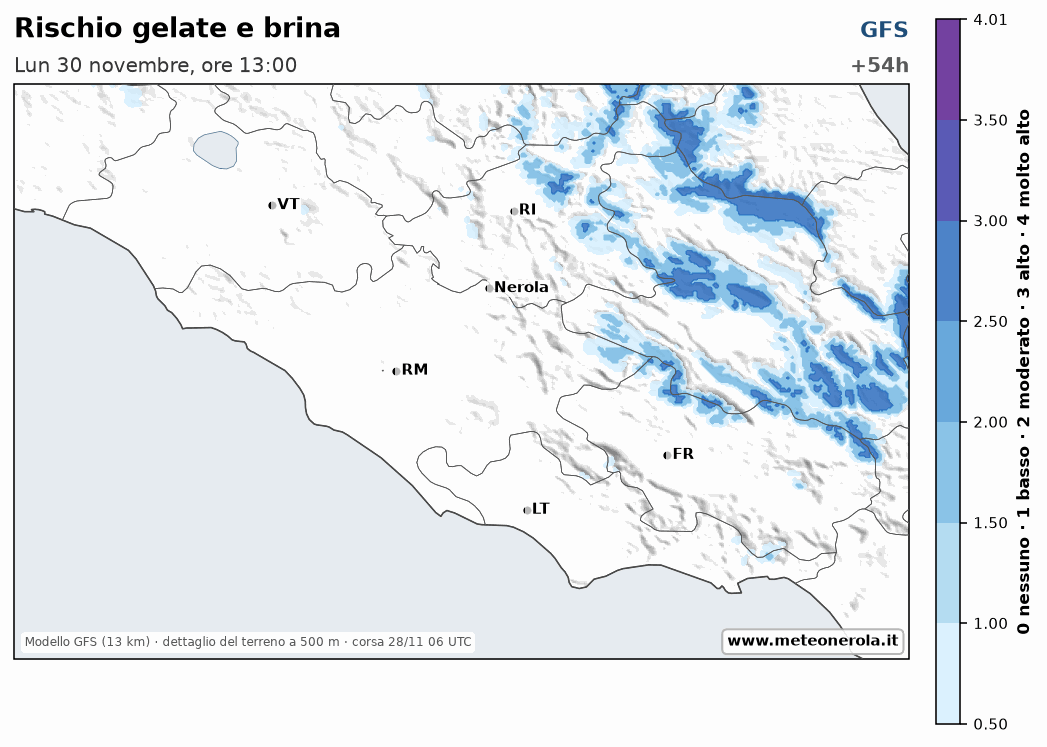 Rischio gelate e brina
GFS
Lun 30 novembre, ore 13:00
+54h
4.01
3.50
3.00
2.50
2.00
1.50
1.00
0.50
0 nessuno · 1 basso · 2 moderato · 3 alto · 4 molto alto
VT
RI
Nerola
RM
FR
LT
Modello GFS (13 km) · dettaglio del terreno a 500 m · corsa 28/11 06 UTC
www.meteonerola.it